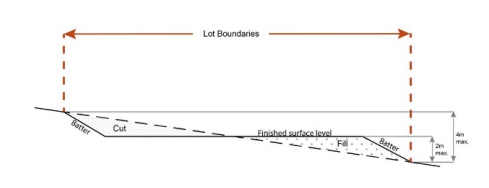 Lot Boundaries
Batter
Cut
Finished surface level
Fill
Batter
4m
max.
2m
max.